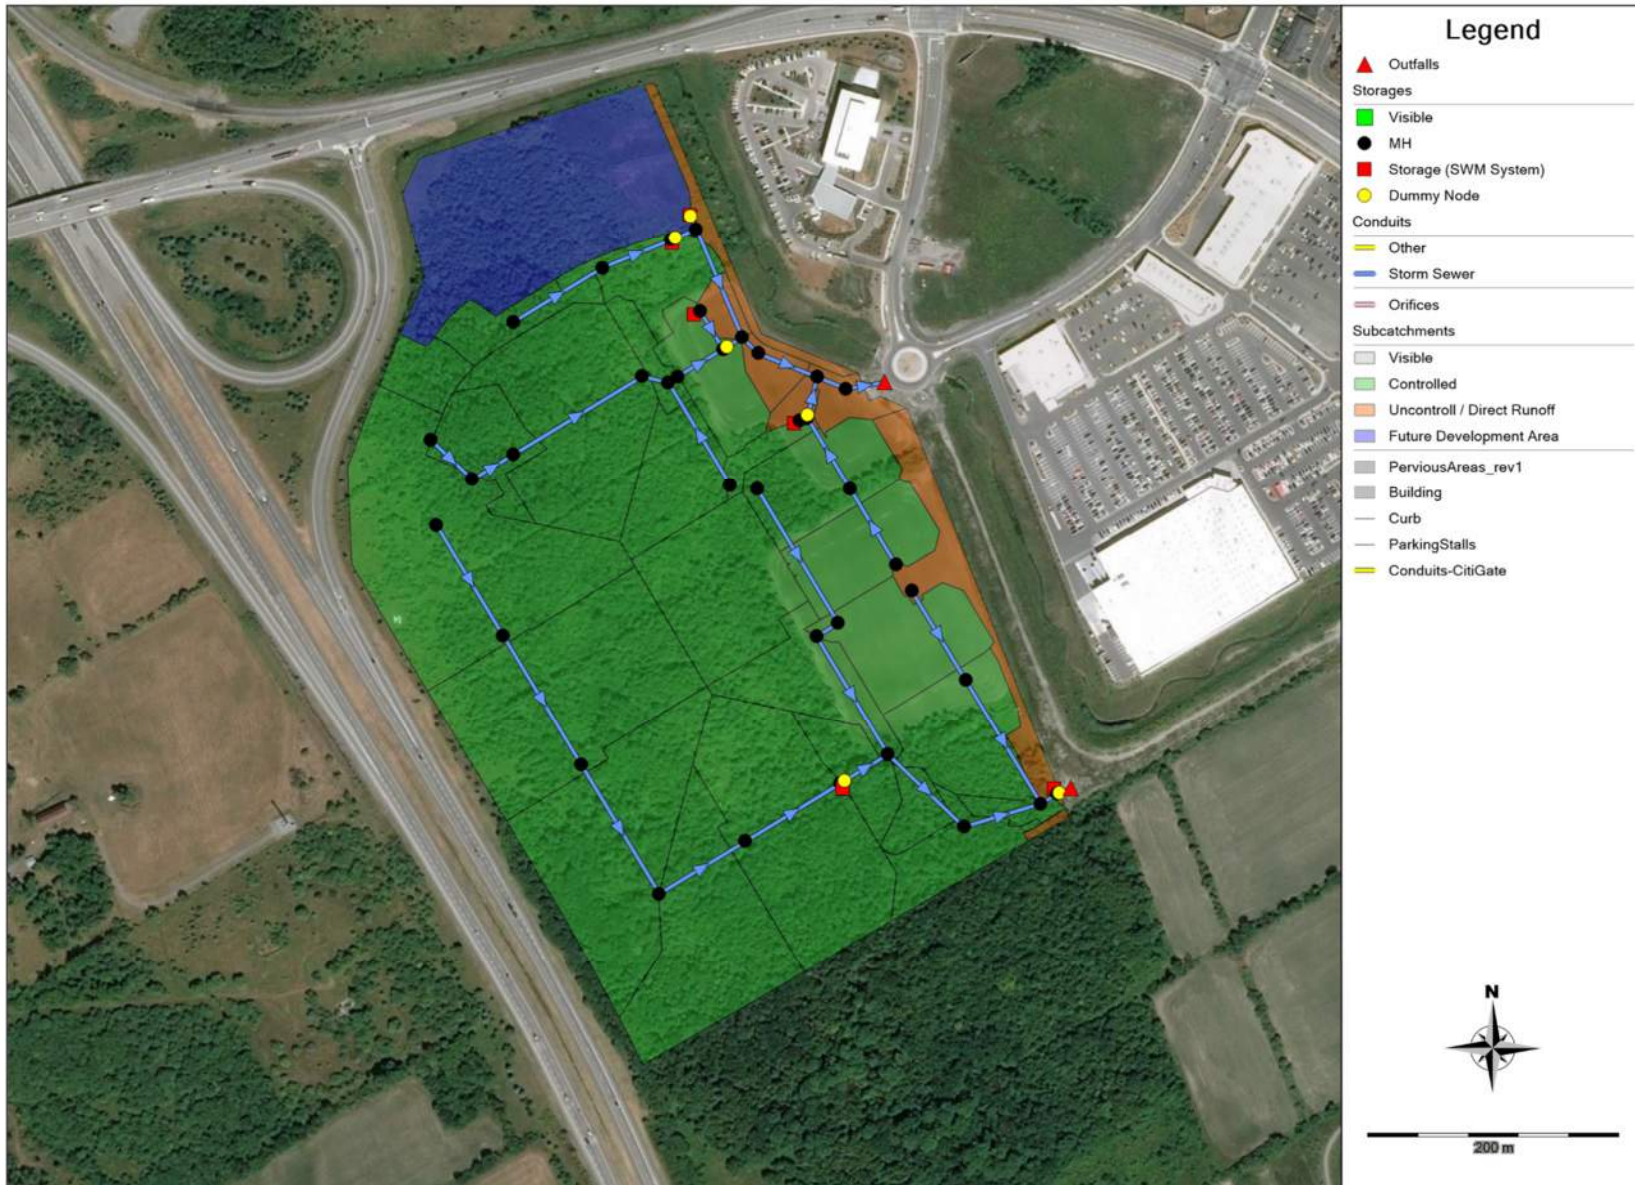 Legend
Outfalls
Storages
Visible
MH
Storage (SWM System)
Dummy Node
Conduits
Other
Storm Sewer
Orifices
Subcatchments
Visible
Controlled
Uncontroll / Direct Runoff
Future Development Area
PerviousAreas_rev1
Building
Curb
ParkingStalls
Conduits-CitiGate
N
200 m